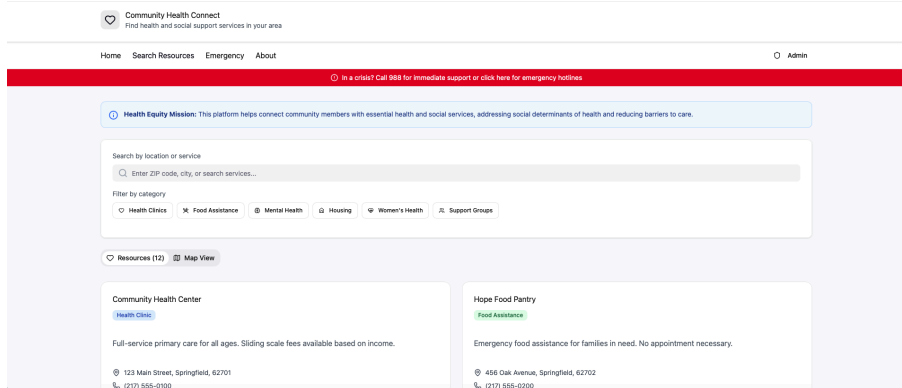 Community Health Connect
Find health and social support services in your area
Home Search Resources Emergency About Admin
In a crisis? Call 988 for immediate support or click here for emergency hotlines
Health Equity Mission: This platform helps connect community members with essential health and social services, addressing social determinants of health and reducing barriers to care.
Search by location or service
Enter ZIP code, city, or search services...
Filter by category
Health Clinics Food Assistance Mental Health Housing Women's Health Support Groups
Resources (12) Map View
Community Health Center
Health Clinic
Full-service primary care for all ages. Sliding scale fees available based on income.
123 Main Street, Springfield, 62701
(217) 555-0100
Hope Food Pantry
Food Assistance
Emergency food assistance for families in need. No appointment necessary.
456 Oak Avenue, Springfield, 62702
(217) 555-0200